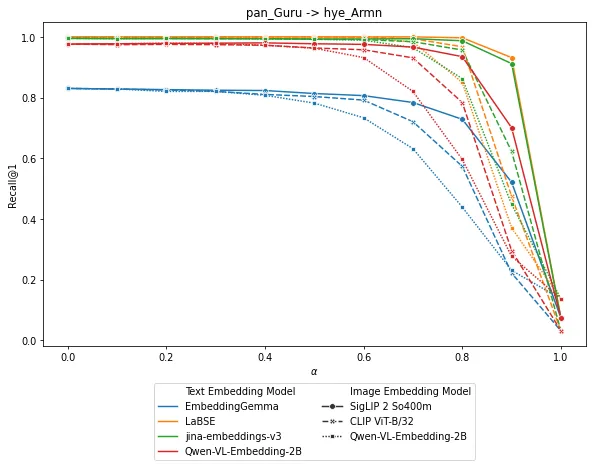 pan_Guru -> hye_Armn
Recall@1
1.0
0.8
0.6
0.4
0.2
0.0
0.0 0.2 0.4 0.6 0.8 1.0
α
Text Embedding Model
EmbeddingGemma
LaBSE
jina-embeddings-v3
Qwen-VL-Embedding-2B
Image Embedding Model
SigLIP 2 So400m
CLIP ViT-B/32
Qwen-VL-Embedding-2B